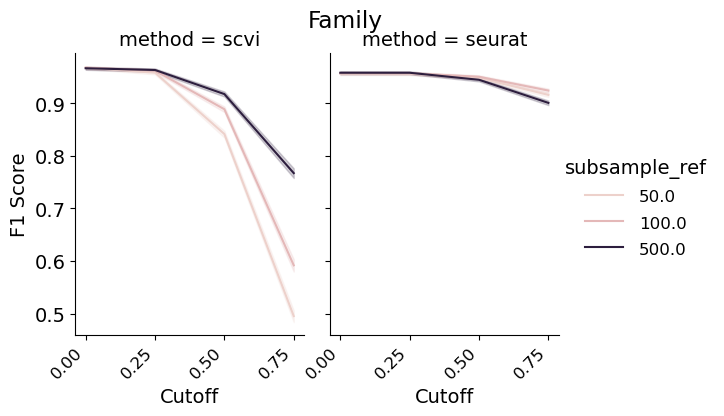 Family
method = scvi
method = seurat
F1 Score
0.9
0.8
0.7
0.6
0.5
0.00
0.25
0.50
0.75
Cutoff
0.00
0.25
0.50
0.75
Cutoff
subsample_ref
50.0
100.0
500.0